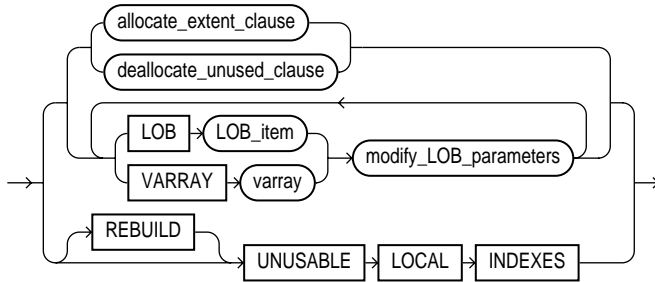 allocate_extent_clause
deallocate_unused_clause
LOB LOB_item
VARRAY varray
modify_LOB_parameters
REBUILD
UNUSABLE LOCAL INDEXES